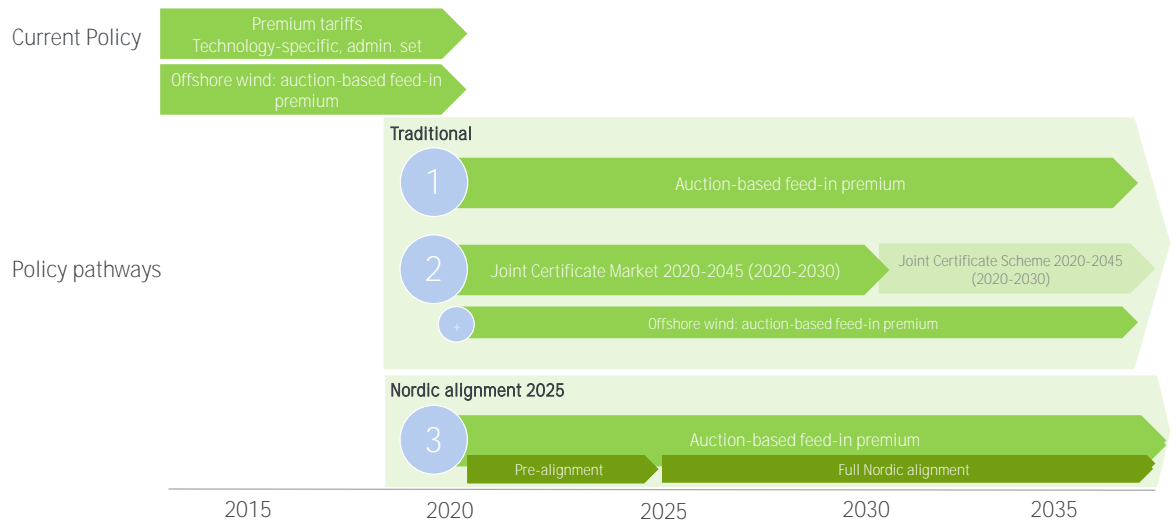 Current Policy
Premium tariffs
Technology-specific, admin. set
Offshore wind: auction-based feed-in
premium
Policy pathways
Traditional
1
Auction-based feed-in premium
2
Joint Certificate Market 2020-2045 (2020-2030)
Joint Certificate Scheme 2020-2045
(2020-2030)
+
Offshore wind: auction-based feed-in premium
Nordic alignment 2025
3
Auction-based feed-in premium
Pre-alignment
Full Nordic alignment
2015
2020
2025
2030
2035